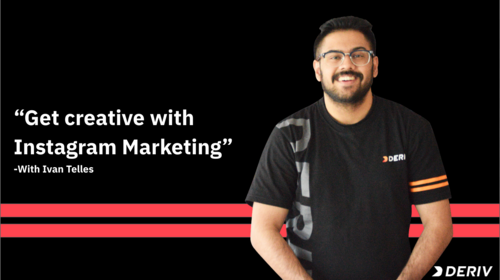 “Get creative with
Instagram Marketing”
-With Ivan Telles
DERIV
DERIV